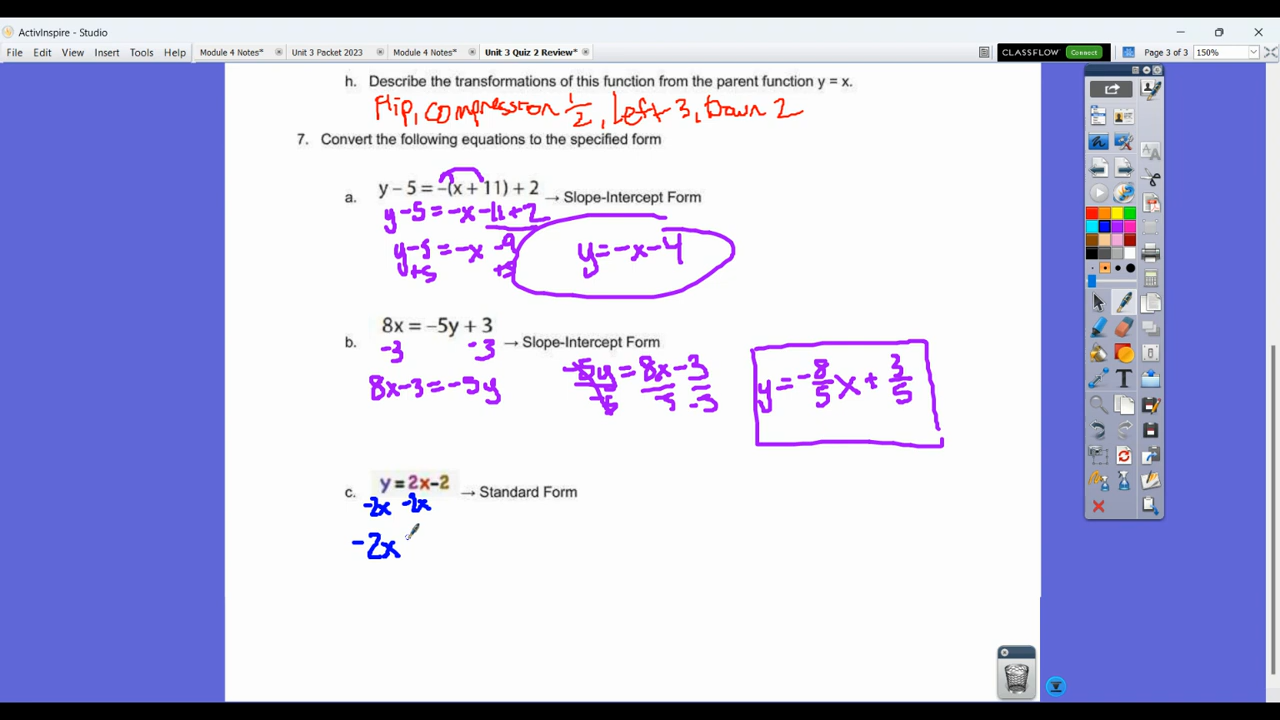 ActivInspire - Studio
File Edit View Insert Tools Help
Module 4 Notes* Unit 3 Packet 2023 Module 4 Notes* Unit 3 Quiz 2 Review*
CLASSFLOW Connect Page 3 of 3 150%
h. Describe the transformations of this function from the parent function y = x.
Flip, compression 1/2, Left 3, Down 2
7. Convert the following equations to the specified form
a. y – 5 = –(x + 11) + 2 → Slope-Intercept Form
y-5=-x-11+2
y-5=-x-9
+5 +5
y=-x-4
b. 8x = –5y + 3 → Slope-Intercept Form
-3 -3
8x-3=-5y
-5y=8x-3
-5 -5 -5
y=-8/5x+3/5
c. y=2x-2 → Standard Form
-2x -2x
-2x